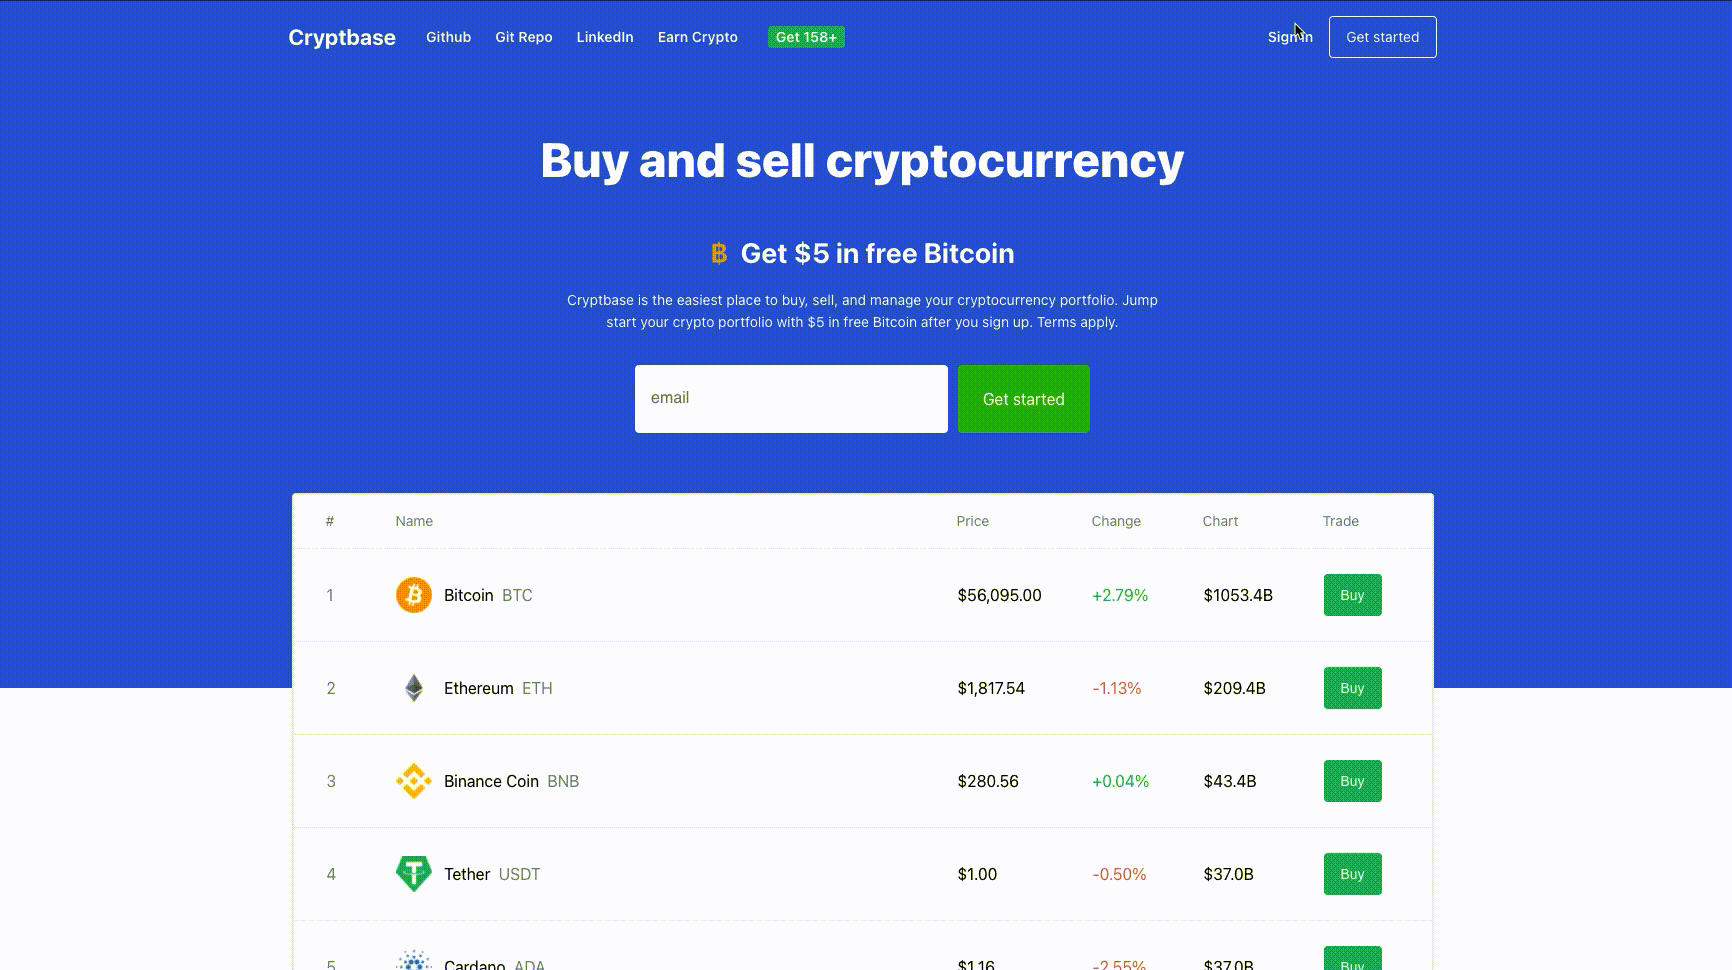 Cryptbase Github Git Repo LinkedIn Earn Crypto Get 158+ Sign In Get started
Buy and sell cryptocurrency
Get $5 in free Bitcoin
Cryptbase is the easiest place to buy, sell, and manage your cryptocurrency portfolio. Jump
start your crypto portfolio with $5 in free Bitcoin after you sign up. Terms apply.
email Get started
# Name Price Change Chart Trade
1 Bitcoin BTC $56,095.00 +2.79% $1053.4B Buy
2 Ethereum ETH $1,817.54 -1.13% $209.4B Buy
3 Binance Coin BNB $280.56 +0.04% $43.4B Buy
4 Tether USDT $1.00 -0.50% $37.0B Buy
5 Cardano ADA $1.16 -2.55% $37.0B Buy